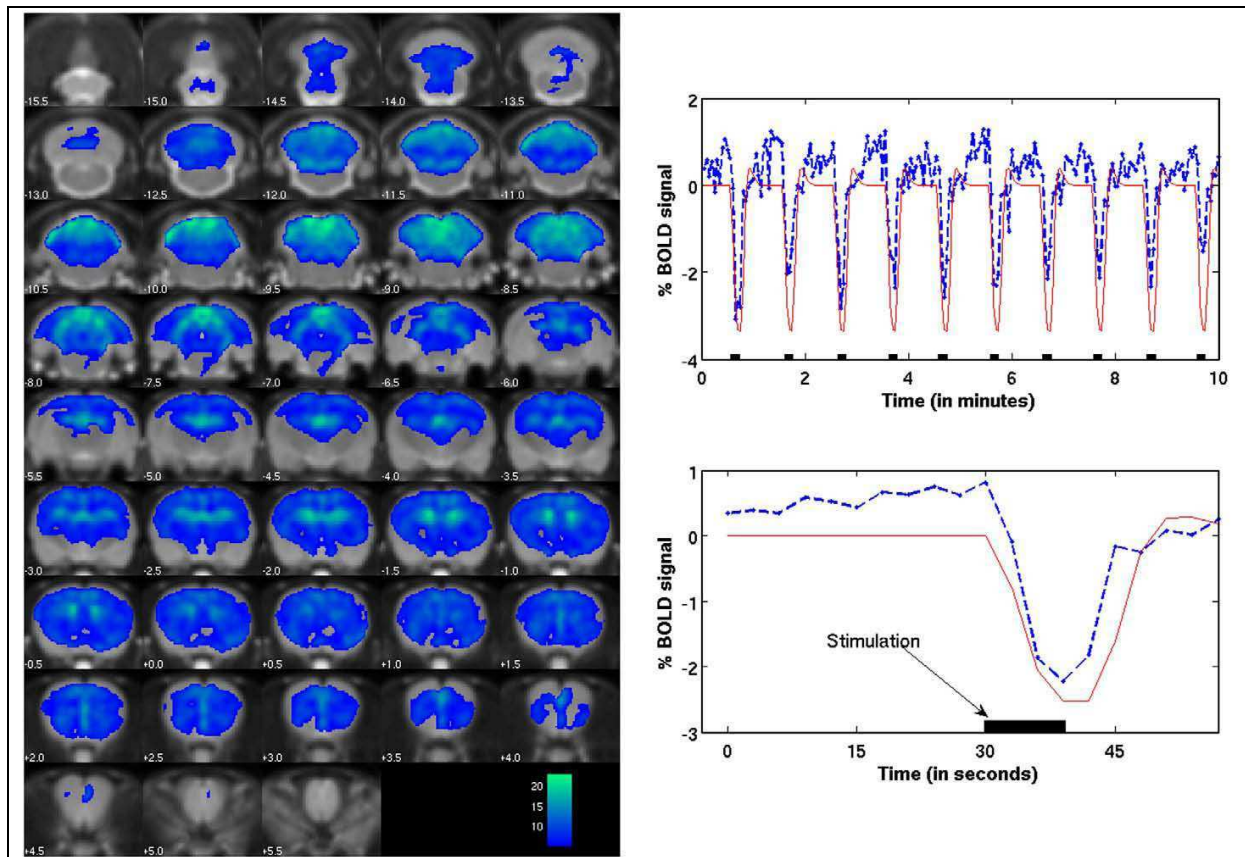 -15.5 -15.0 -14.5 -14.0 -13.5
-13.0 -12.5 -12.0 -11.5 -11.0
-10.5 -10.0 -9.5 -9.0 -8.5
-8.0 -7.5 -7.0 -6.5 -6.0
-5.5 -5.0 -4.5 -4.0 -3.5
-3.0 -2.5 -2.0 -1.5 -1.0
-0.5 +0.0 +0.5 +1.0 +1.5
+2.0 +2.5 +3.0 +3.5 +4.0
+4.5 +5.0 +5.5
20
15
10
% BOLD signal
2
0
-2
-4
0 2 4 6 8 10
Time (in minutes)
% BOLD signal
1
0
-1
-2
-3
Stimulation
0 15 30 45
Time (in seconds)